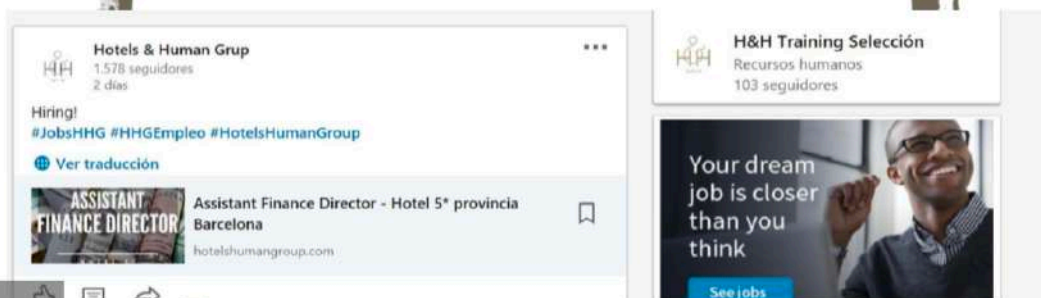 Hotels & Human Grup
1.578 seguidores
2 días
Hiring!
#JobsHHG #HHGEmpleo #HotelsHumanGroup
Ver traducción
ASSISTANT
FINANCE DIRECTOR
Assistant Finance Director - Hotel 5* provincia
Barcelona
hotelshumangroup.com
H&H Training Selección
Recursos humanos
103 seguidores
Your dream
job is closer
than you
think
See jobs